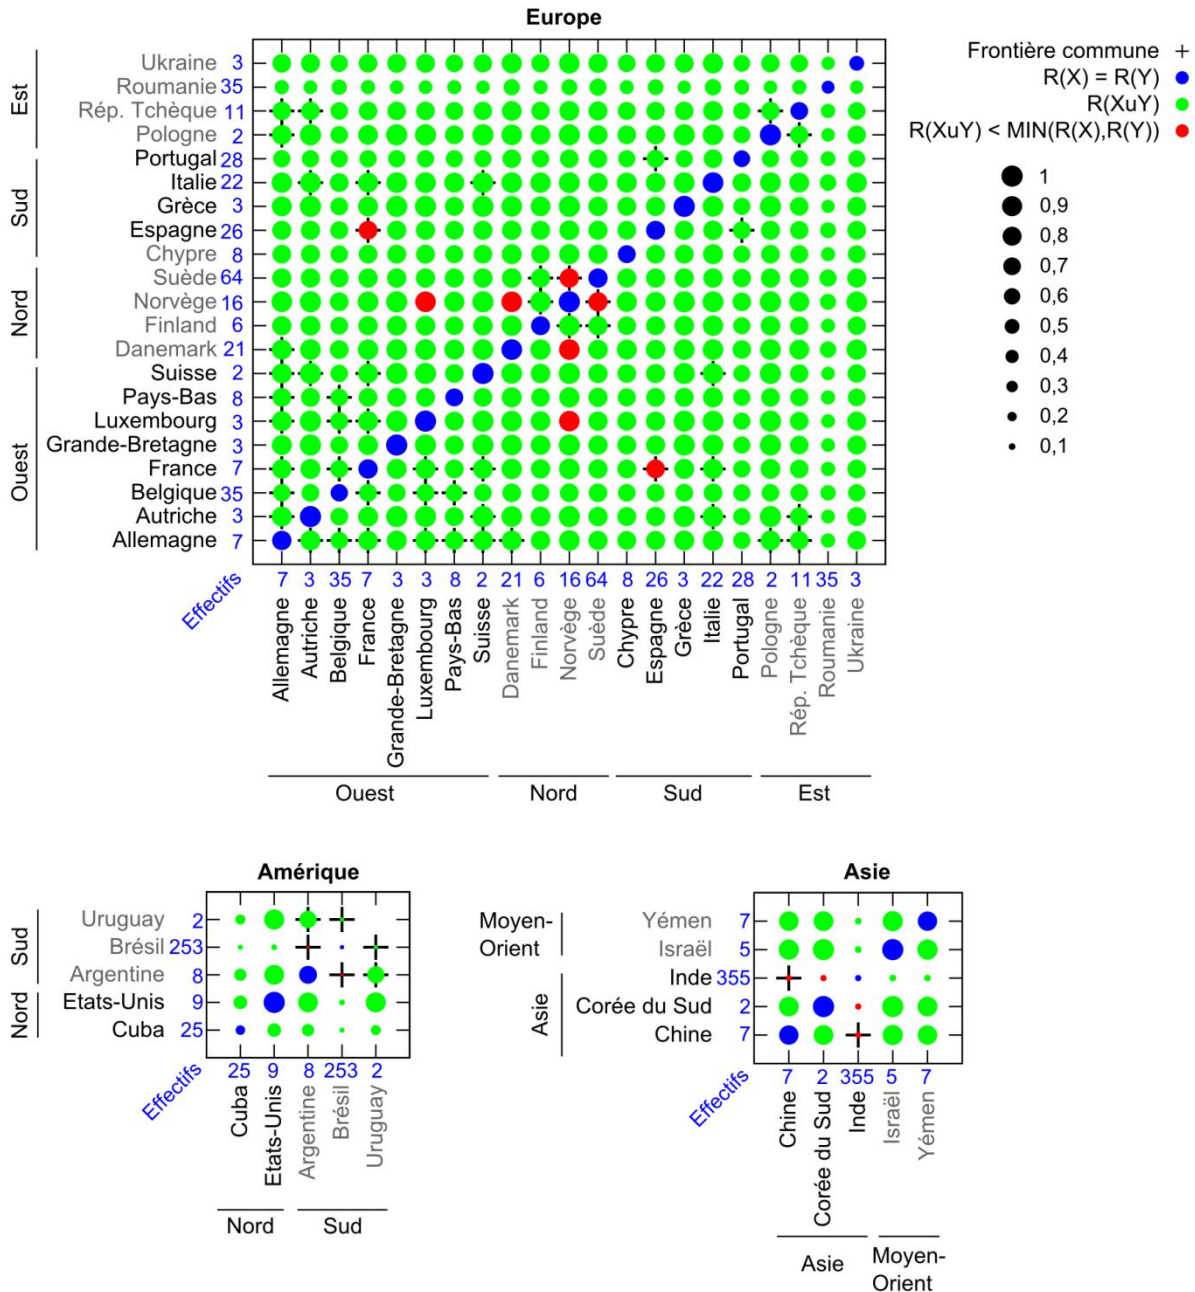 Europe
Est
Sud
Nord
Ouest
Ukraine 3
Roumanie 35
Rép. Tchèque 11
Pologne 2
Portugal 28
Italie 22
Grèce 3
Espagne 26
Chypre 8
Suède 64
Norvège 16
Finland 6
Danemark 21
Suisse 2
Pays-Bas 8
Luxembourg 3
Grande-Bretagne 3
France 7
Belgique 35
Autriche 3
Allemagne 7
Effectifs
7 3 35 7 3 3 8 2 21 6 16 64 8 26 3 22 28 2 11 35 3
Allemagne
Autriche
Belgique
France
Grande-Bretagne
Luxembourg
Pays-Bas
Suisse
Danemark
Finland
Norvège
Suède
Chypre
Espagne
Grèce
Italie
Portugal
Pologne
Rép. Tchèque
Roumanie
Ukraine
Ouest Nord Sud Est
Frontière commune +
R(X) = R(Y)
R(XuY)
R(XuY) < MIN(R(X),R(Y))
1
0,9
0,8
0,7
0,6
0,5
0,4
0,3
0,2
0,1
Amérique
Sud
Nord
Uruguay 2
Brésil 253
Argentine 8
Etats-Unis 9
Cuba 25
Effectifs
25 9 8 253 2
Cuba
Etats-Unis
Argentine
Brésil
Uruguay
Nord Sud
Asie
Moyen-
Orient
Asie
Yémen 7
Israël 5
Inde 355
Corée du Sud 2
Chine 7
Effectifs
7 2 355 5 7
Chine
Corée du Sud
Inde
Israël
Yémen
Asie
Moyen-
Orient